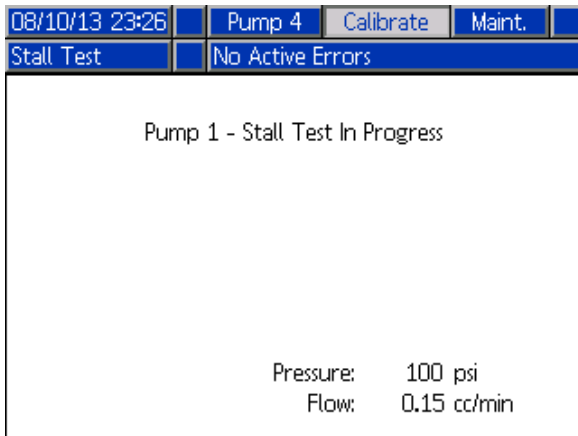 08/10/13 23:26 Pump 4 Calibrate Maint.
Stall Test No Active Errors
Pump 1 - Stall Test In Progress
Pressure: 100 psi
Flow: 0.15 cc/min